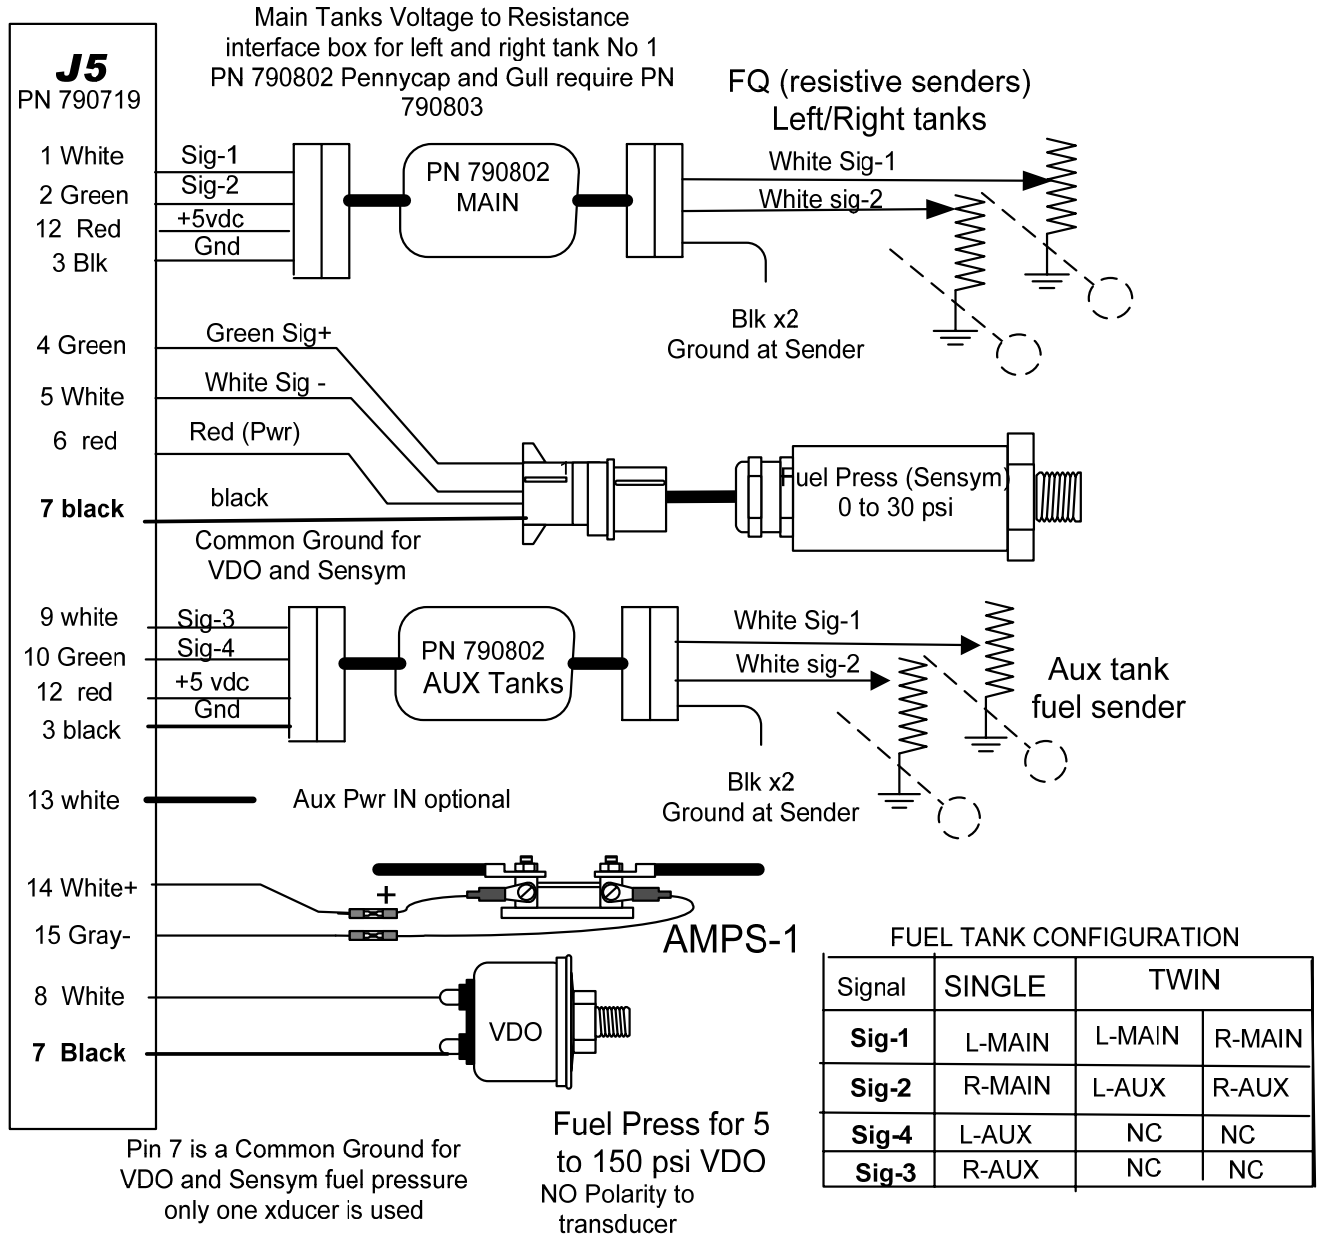 Main Tanks Voltage to Resistance
interface box for left and right tank No 1
PN 790802 Pennycap and Gull require PN
790803
J5
PN 790719
FQ (resistive senders)
Left/Right tanks
1 White
Sig-1
2 Green
Sig-2
12 Red
+5vdc
3 Blk
Gnd
PN 790802
MAIN
White Sig-1
White sig-2
Blk x2
Ground at Sender
4 Green
Green Sig+
5 White
White Sig -
6 red
Red (Pwr)
7 black
black
Common Ground for
VDO and Sensym
Fuel Press (Sensym)
0 to 30 psi
9 white
Sig-3
10 Green
Sig-4
12 red
+5 vdc
3 black
Gnd
PN 790802
AUX Tanks
White Sig-1
White sig-2
Aux tank
fuel sender
Blk x2
Ground at Sender
13 white
Aux Pwr IN optional
14 White+
+
15 Gray-
AMPS-1
8 White
7 Black
VDO
Fuel Press for 5
to 150 psi VDO
NO Polarity to
transducer
Pin 7 is a Common Ground for
VDO and Sensym fuel pressure
only one xducer is used
FUEL TANK CONFIGURATION
Signal SINGLE TWIN
Sig-1 L-MAIN L-MAIN R-MAIN
Sig-2 R-MAIN L-AUX R-AUX
Sig-4 L-AUX NC NC
Sig-3 R-AUX NC NC